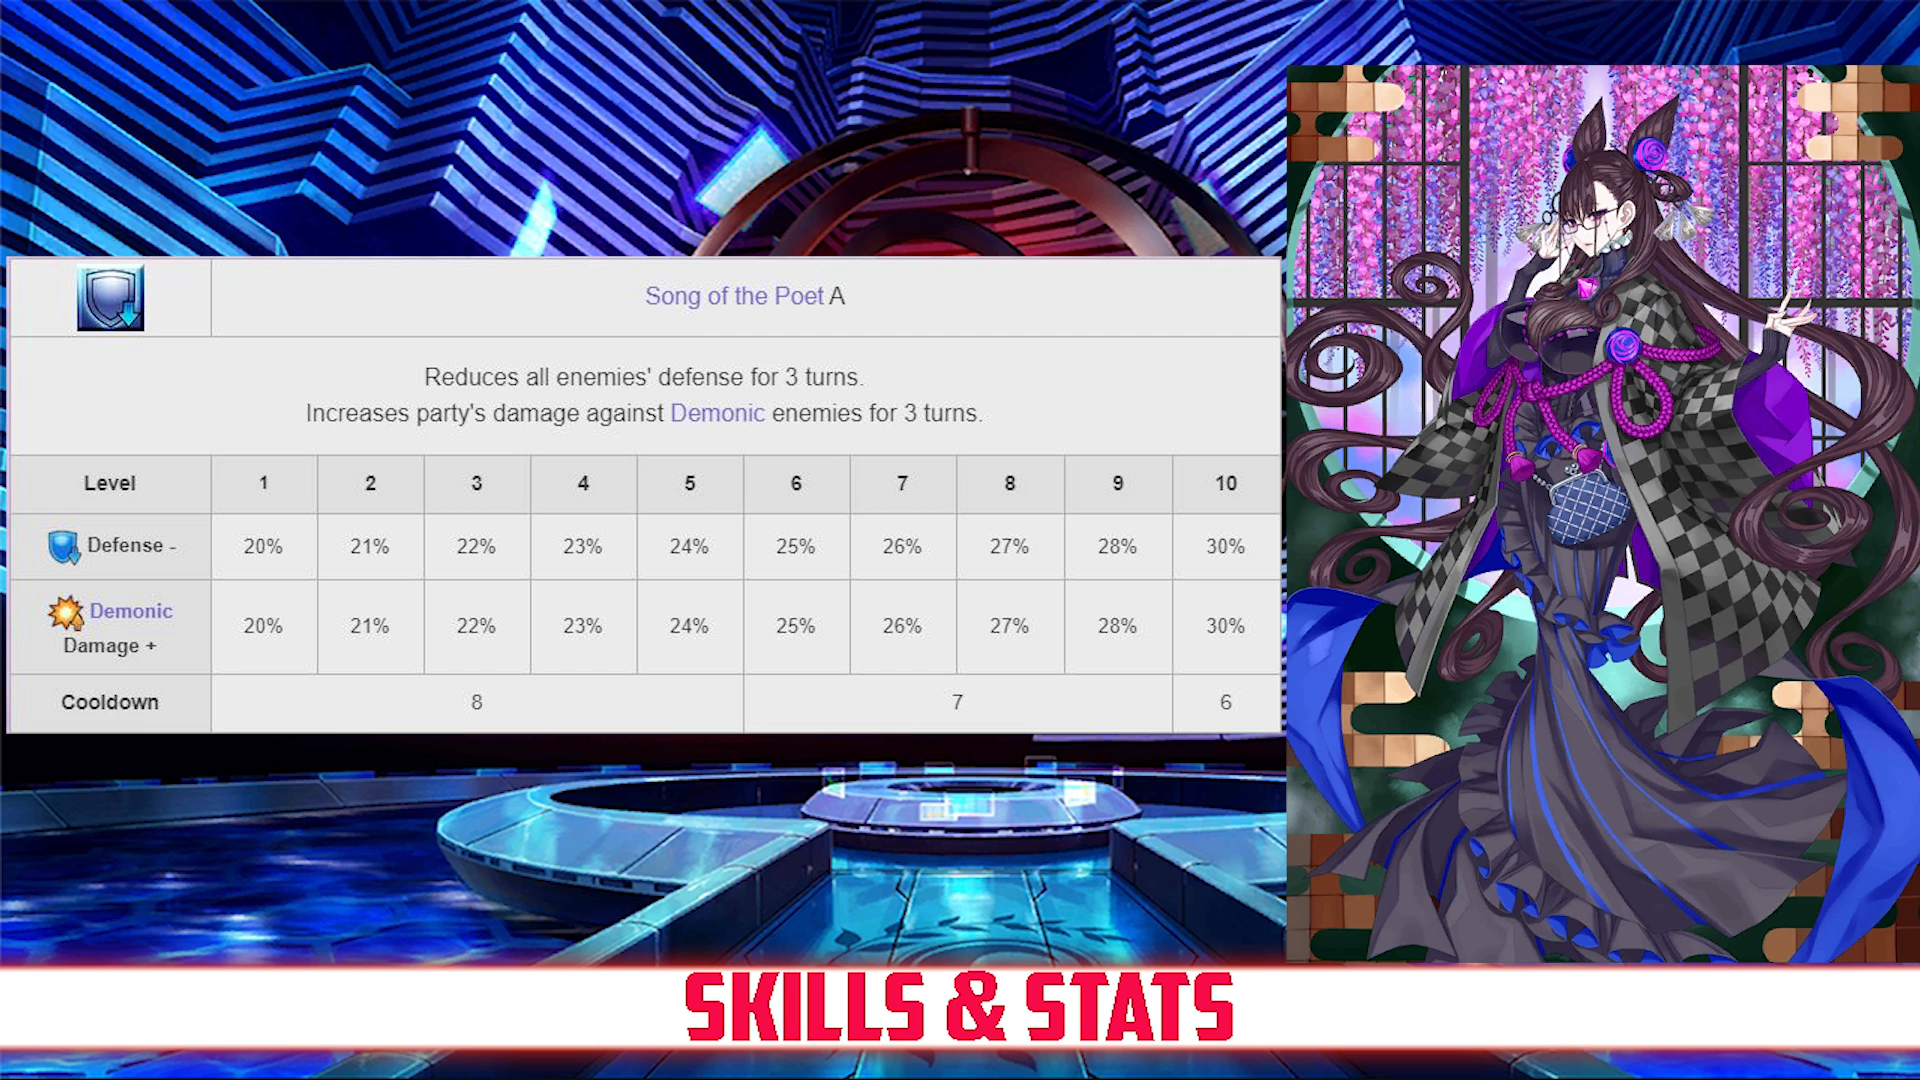 Song of the Poet A
Reduces all enemies' defense for 3 turns.
Increases party's damage against Demonic enemies for 3 turns.
Level 1 2 3 4 5 6 7 8 9 10
Defense - 20% 21% 22% 23% 24% 25% 26% 27% 28% 30%
Demonic
Damage + 20% 21% 22% 23% 24% 25% 26% 27% 28% 30%
Cooldown 8 7 6
SKILLS & STATS